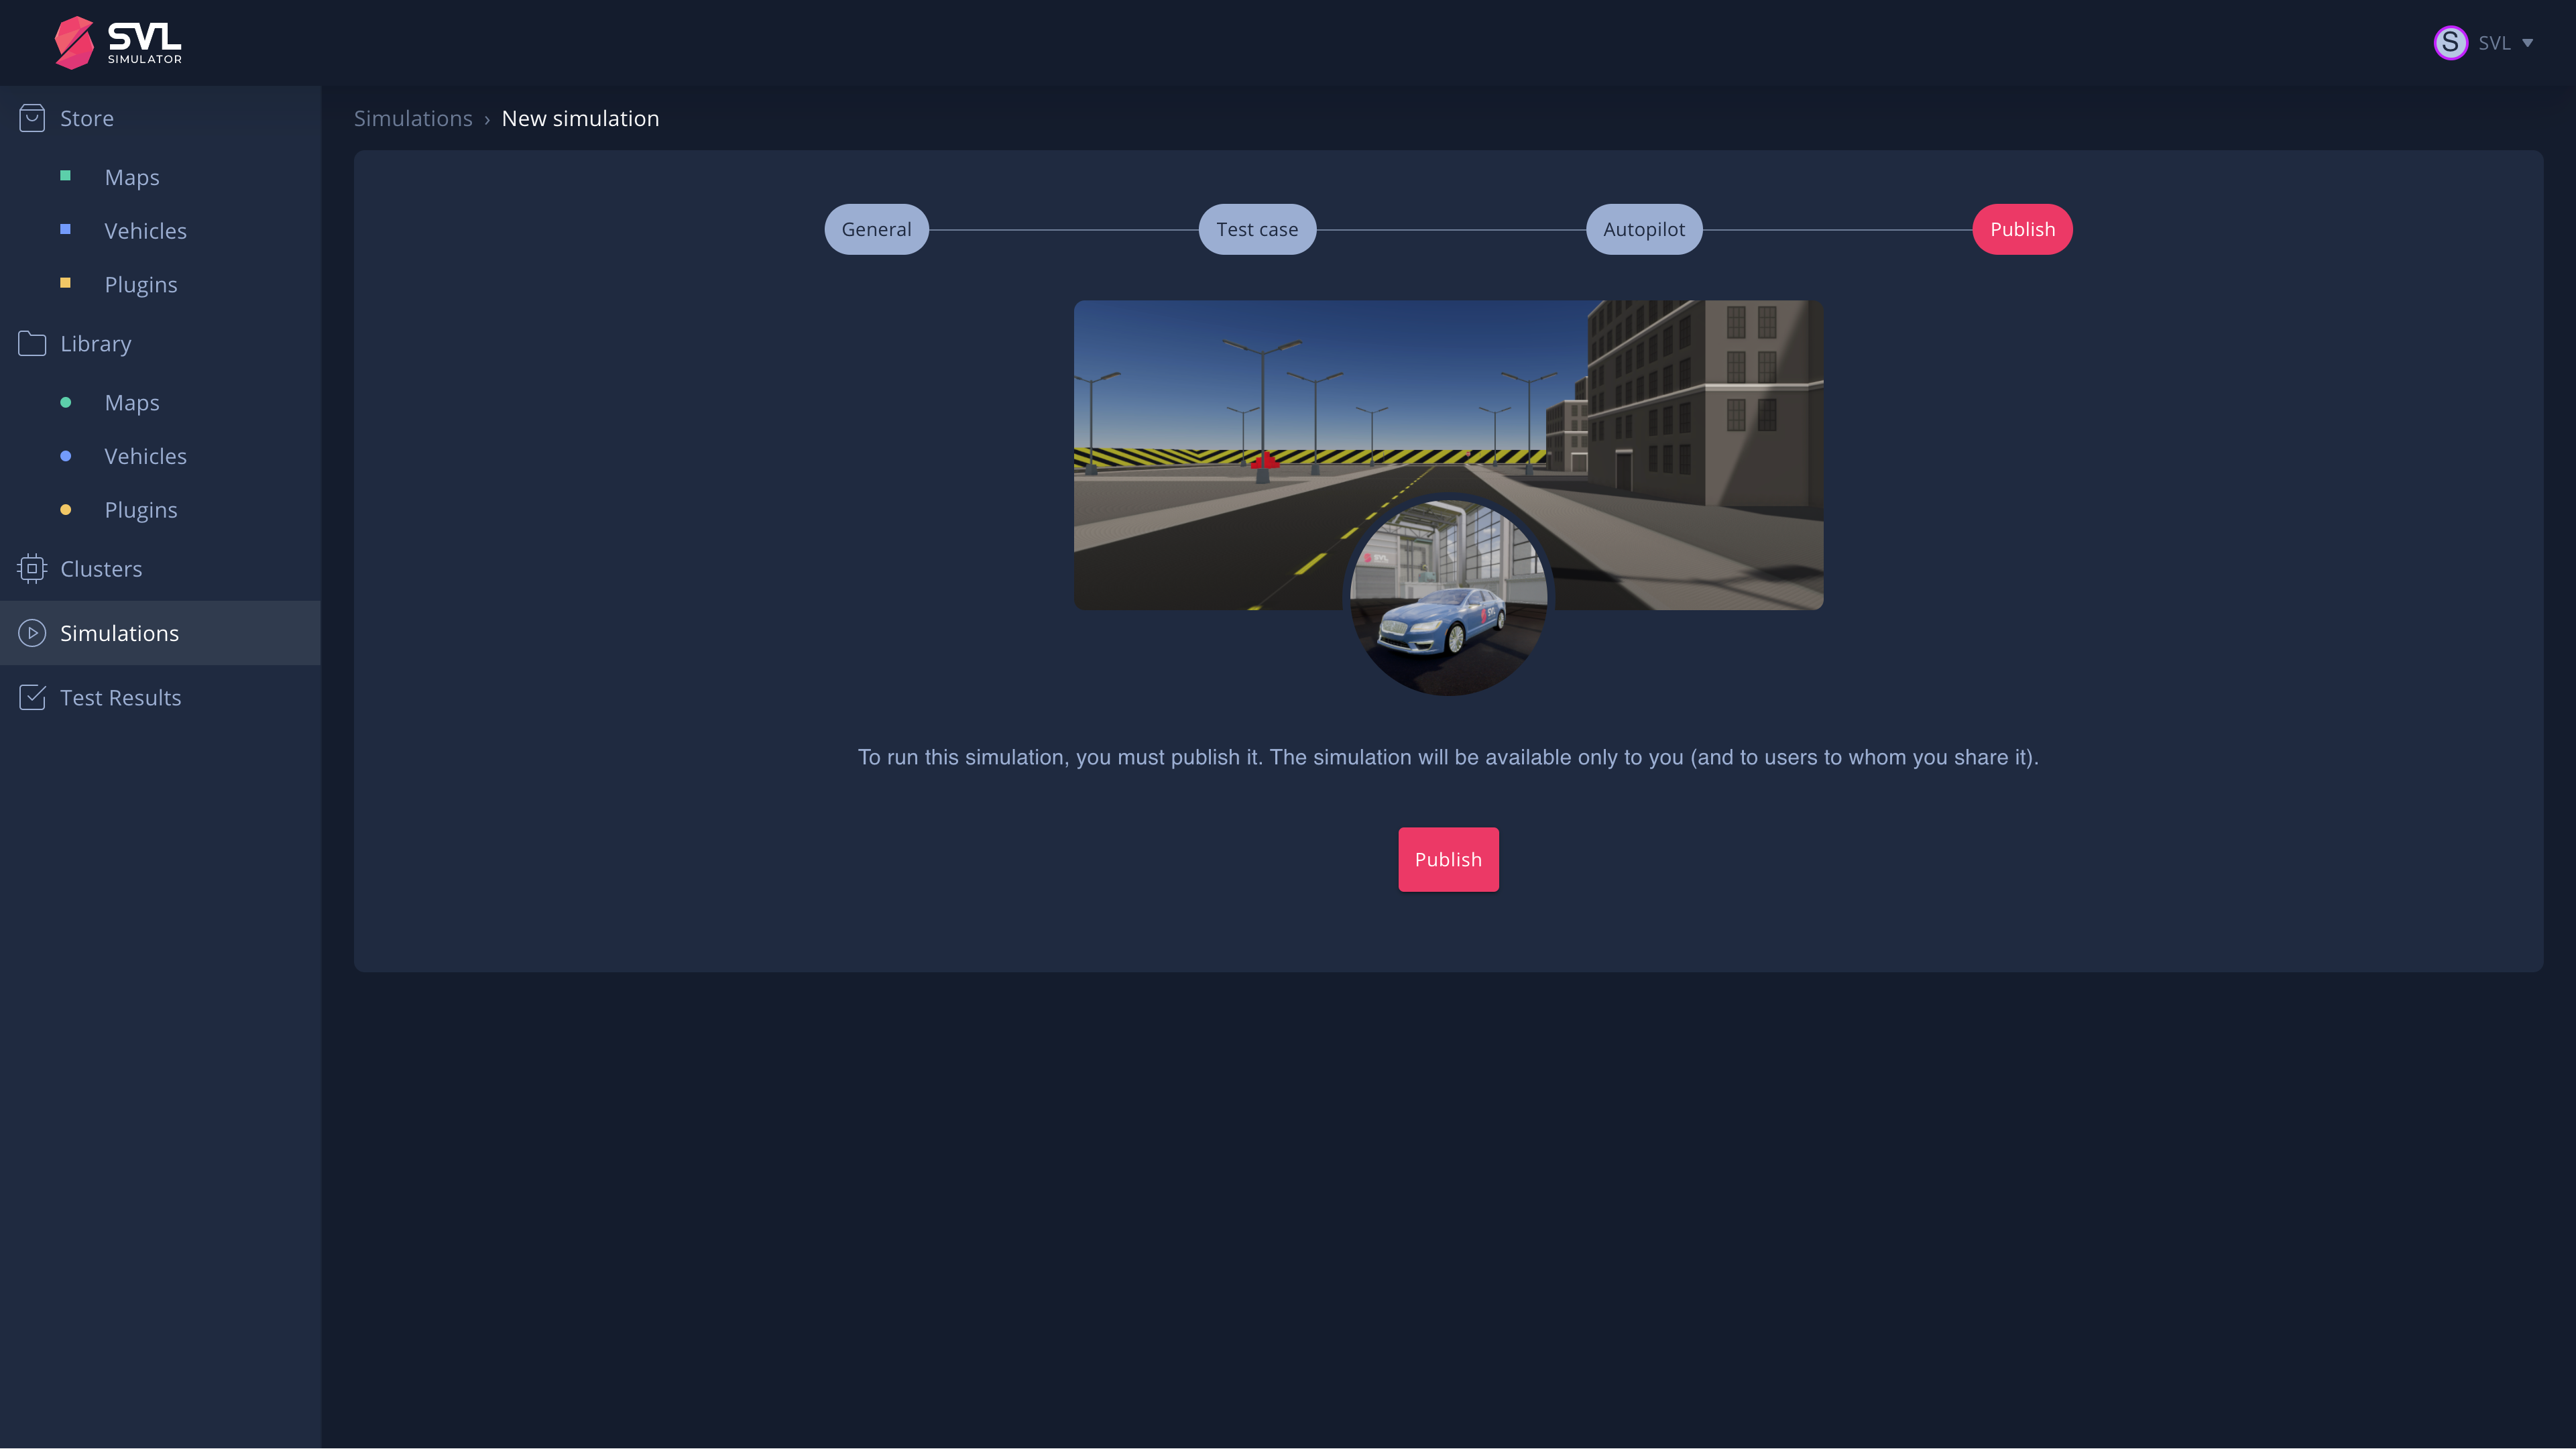 SVL
SIMULATOR
S SVL
Store
Maps
Vehicles
Plugins
Library
Maps
Vehicles
Plugins
Clusters
Simulations
Test Results
Simulations › New simulation
General
Test case
Autopilot
Publish
SVL
SVL
To run this simulation, you must publish it. The simulation will be available only to you (and to users to whom you share it).
Publish